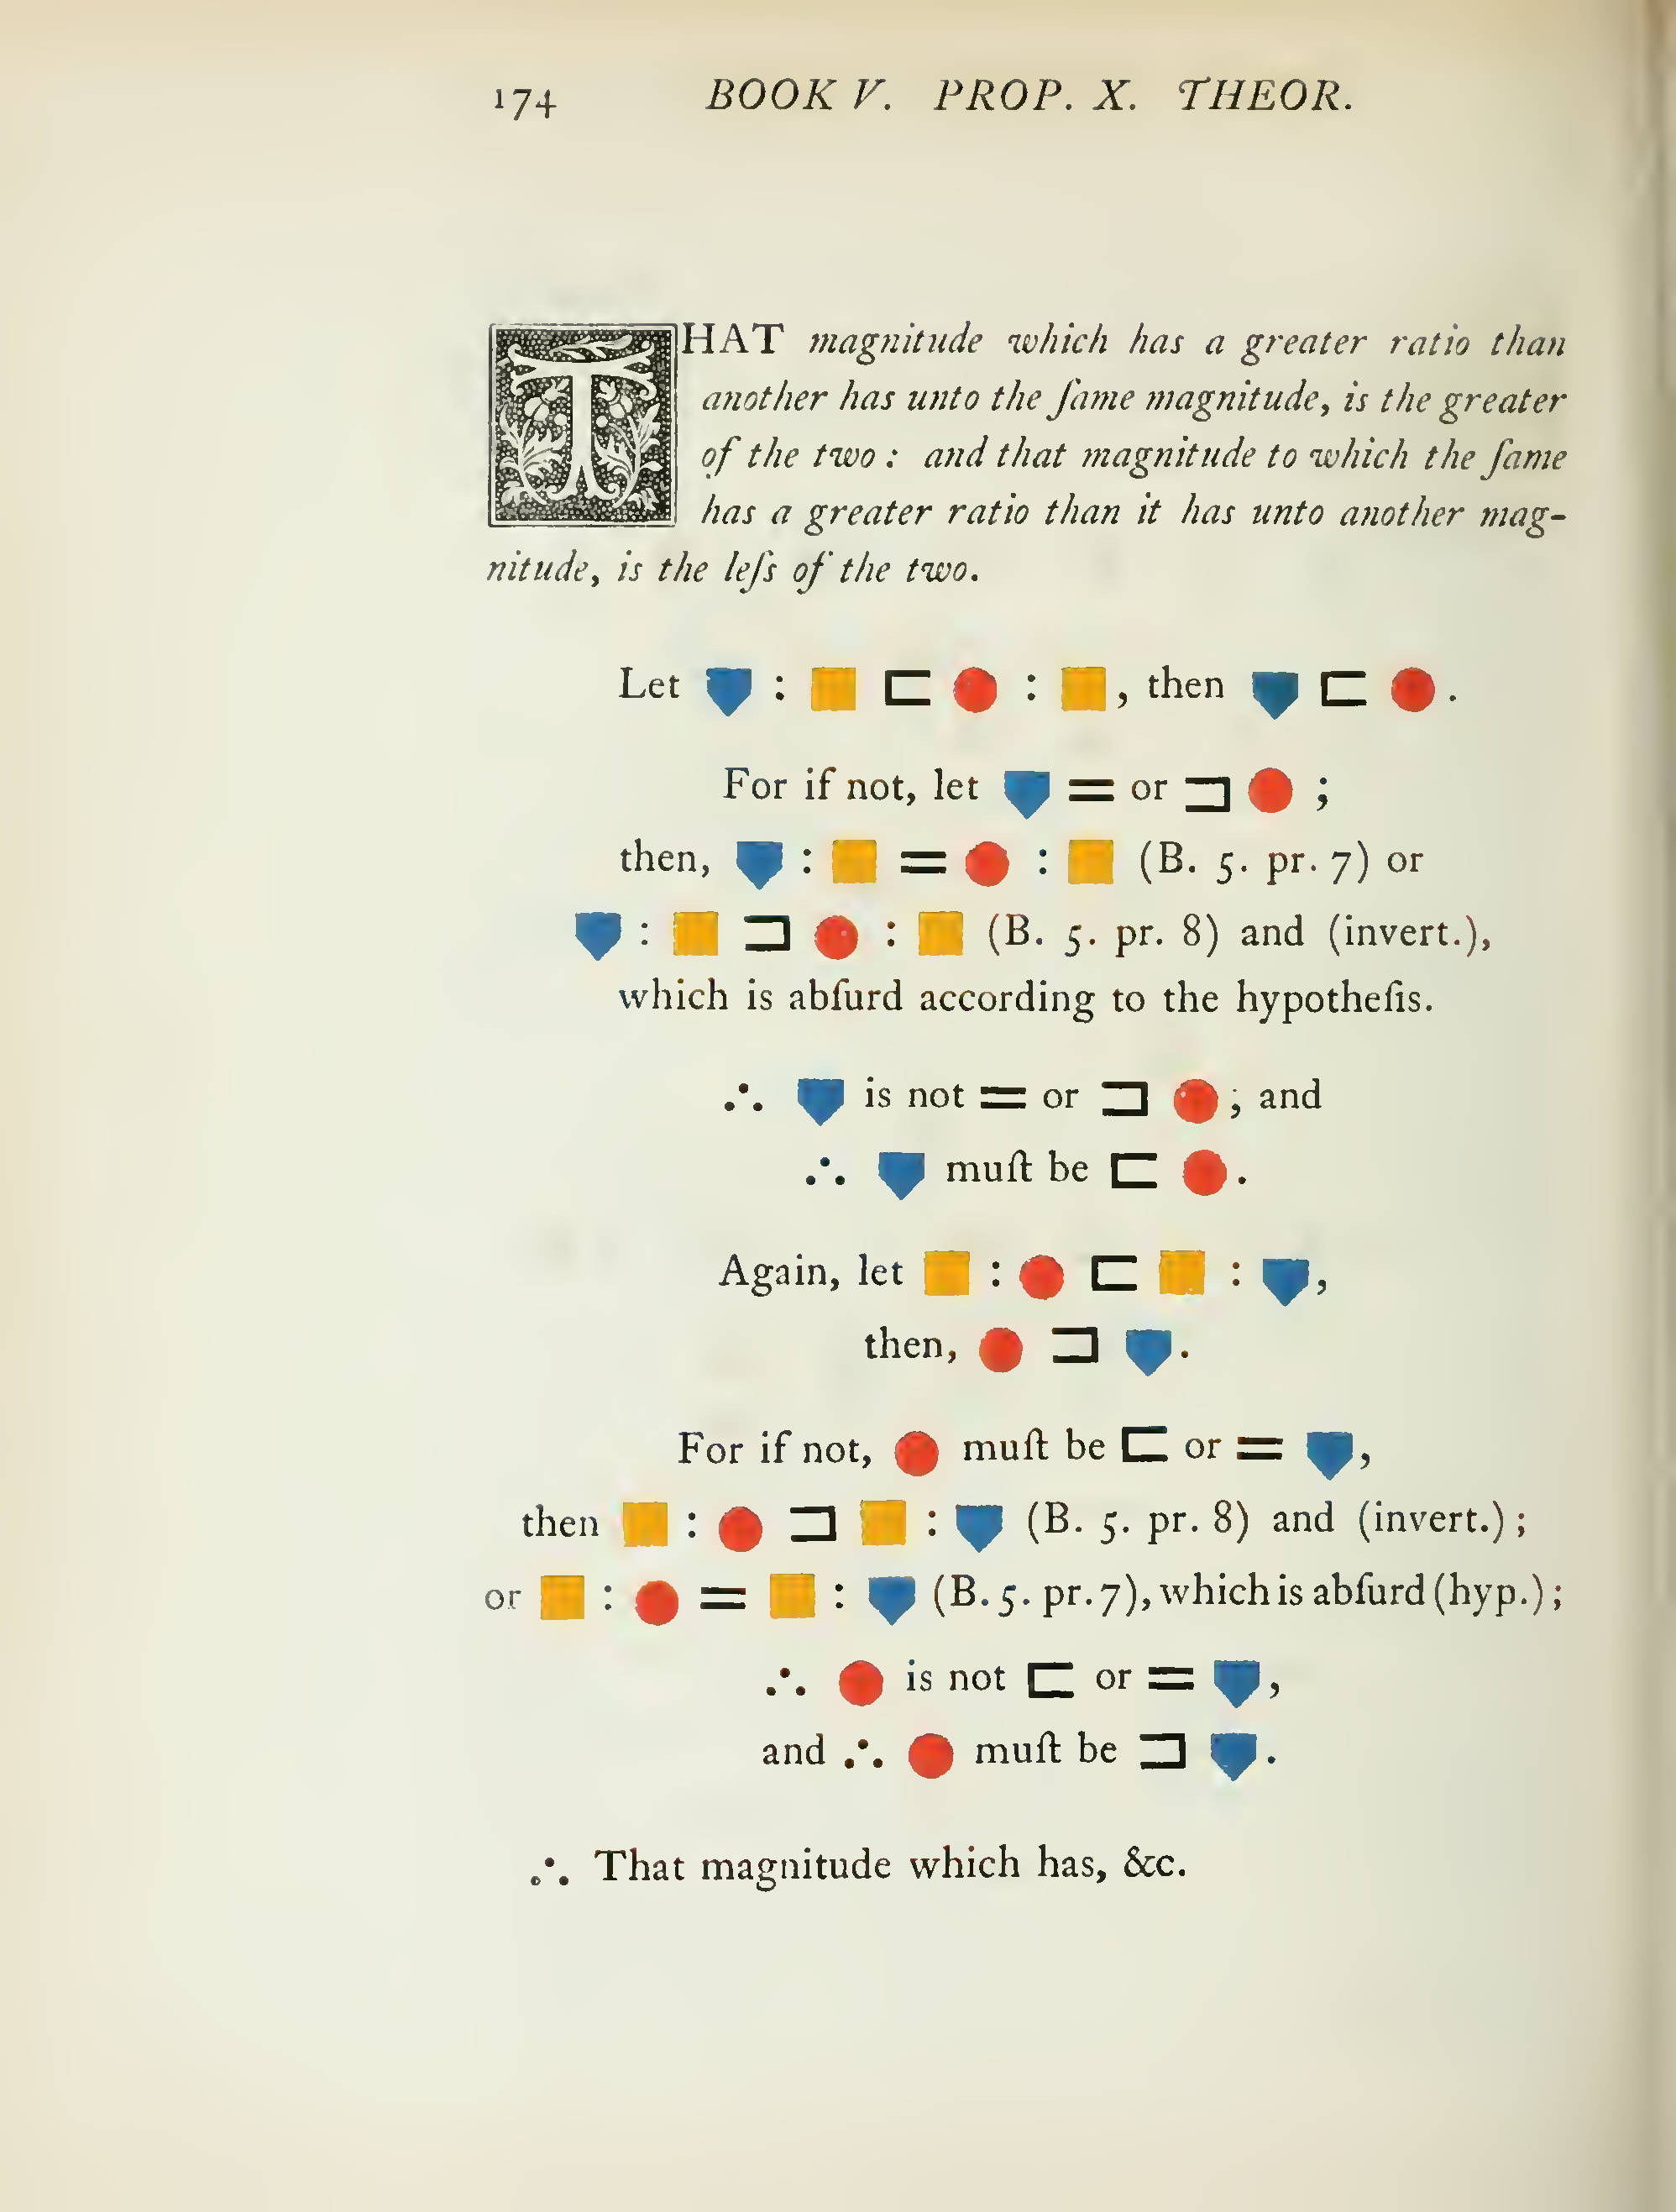 174 BOOK V. PROP. X. THEOR.
THAT magnitude which has a greater ratio than
another has unto the ſame magnitude, is the greater
of the two : and that magnitude to which the ſame
has a greater ratio than it has unto another mag-
nitude, is the leſs of the two.
Let : ⊏ : , then ⊏ .
For if not, let = or ⊐ ;
then, : = : (B. 5. pr. 7) or
: ⊐ : (B. 5. pr. 8) and (invert.),
which is abſurd according to the hypotheſis.
∴ is not = or ⊐ ; and
∴ muſt be ⊏ .
Again, let : ⊏ : ,
then, ⊐ .
For if not, muſt be ⊏ or = ,
then : ⊐ : (B. 5. pr. 8) and (invert.) ;
or : = : (B. 5. pr. 7), which is abſurd (hyp.) ;
∴ is not ⊏ or = ,
and ∴ muſt be ⊐ .
∴ That magnitude which has, &c.